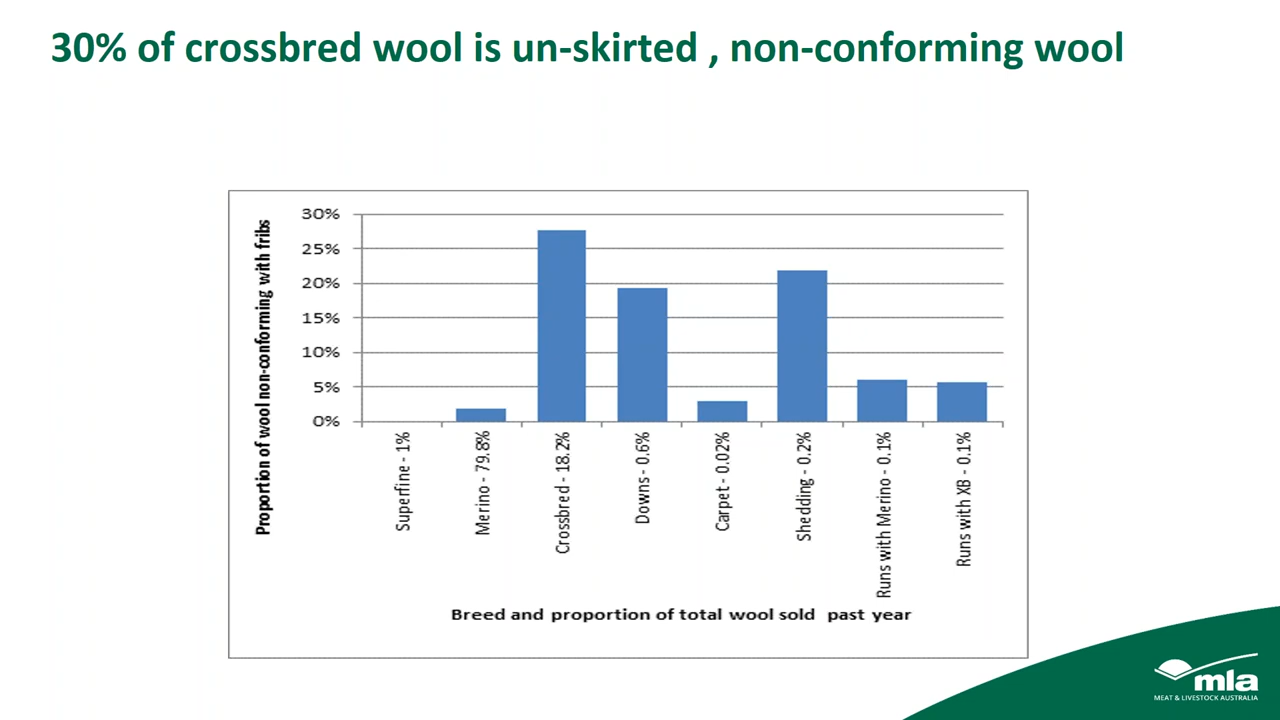 30% of crossbred wool is un-skirted , non-conforming wool
Proportion of wool non-conforming with fribs
30%
25%
20%
15%
10%
5%
0%
Superfine - 1%
Merino - 79.8%
Crossbred - 18.2%
Downs - 0.6%
Carpet - 0.02%
Shedding - 0.2%
Runs with Merino - 0.1%
Runs with XB - 0.1%
Breed and proportion of total wool sold past year
mla
MEAT & LIVESTOCK AUSTRALIA